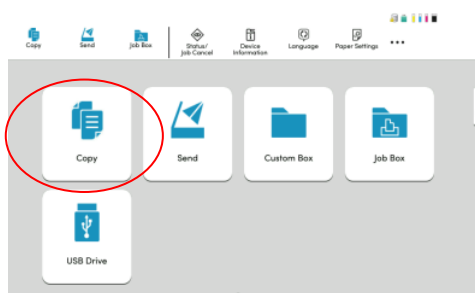 Copy Send Job Box Status/ Device Language Paper Settings
Job Cancel Information
Copy Send Custom Box Job Box
USB Drive